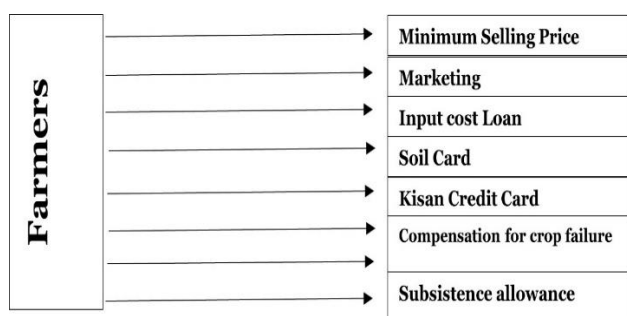 Farmers
Minimum Selling Price
Marketing
Input cost Loan
Soil Card
Kisan Credit Card
Compensation for crop failure
Subsistence allowance